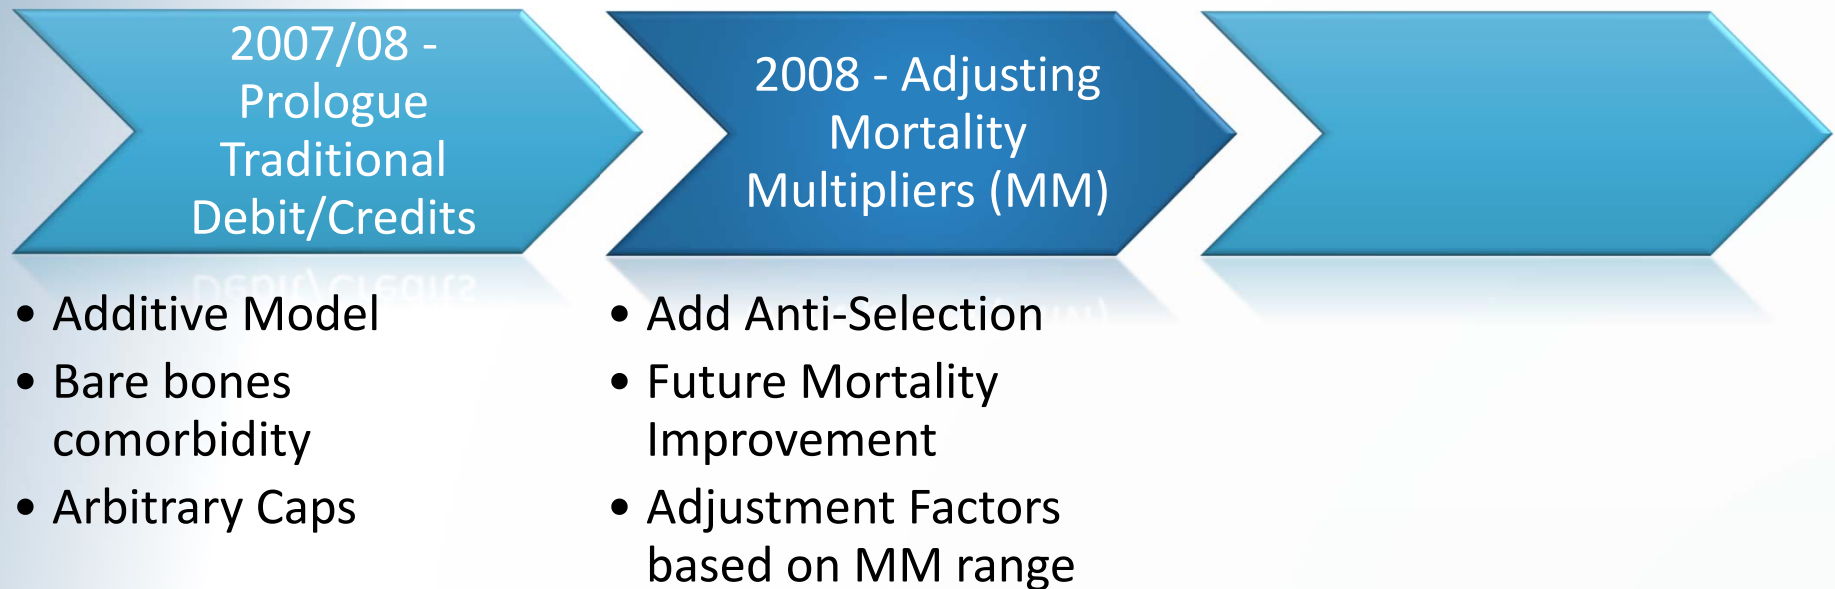 2007/08 -
Prologue
Traditional
Debit/Credits
2008 - Adjusting
Mortality
Multipliers (MM)
• Additive Model
• Bare bones
comorbidity
• Arbitrary Caps
• Add Anti-Selection
• Future Mortality
Improvement
• Adjustment Factors
based on MM range